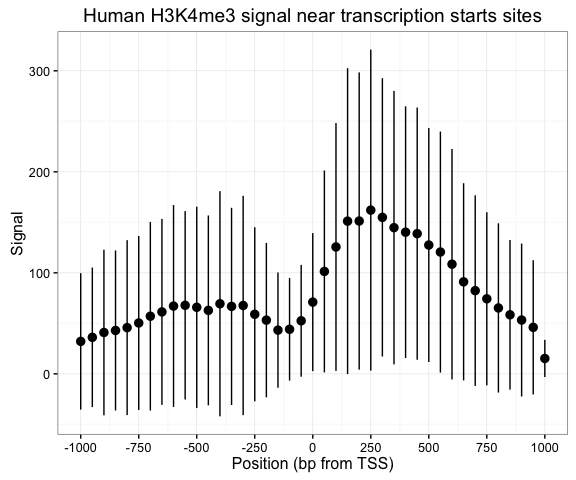 Human H3K4me3 signal near transcription starts sites
300
200
100
0
Signal
-1000 -750 -500 -250 0 250 500 750 1000
Position (bp from TSS)